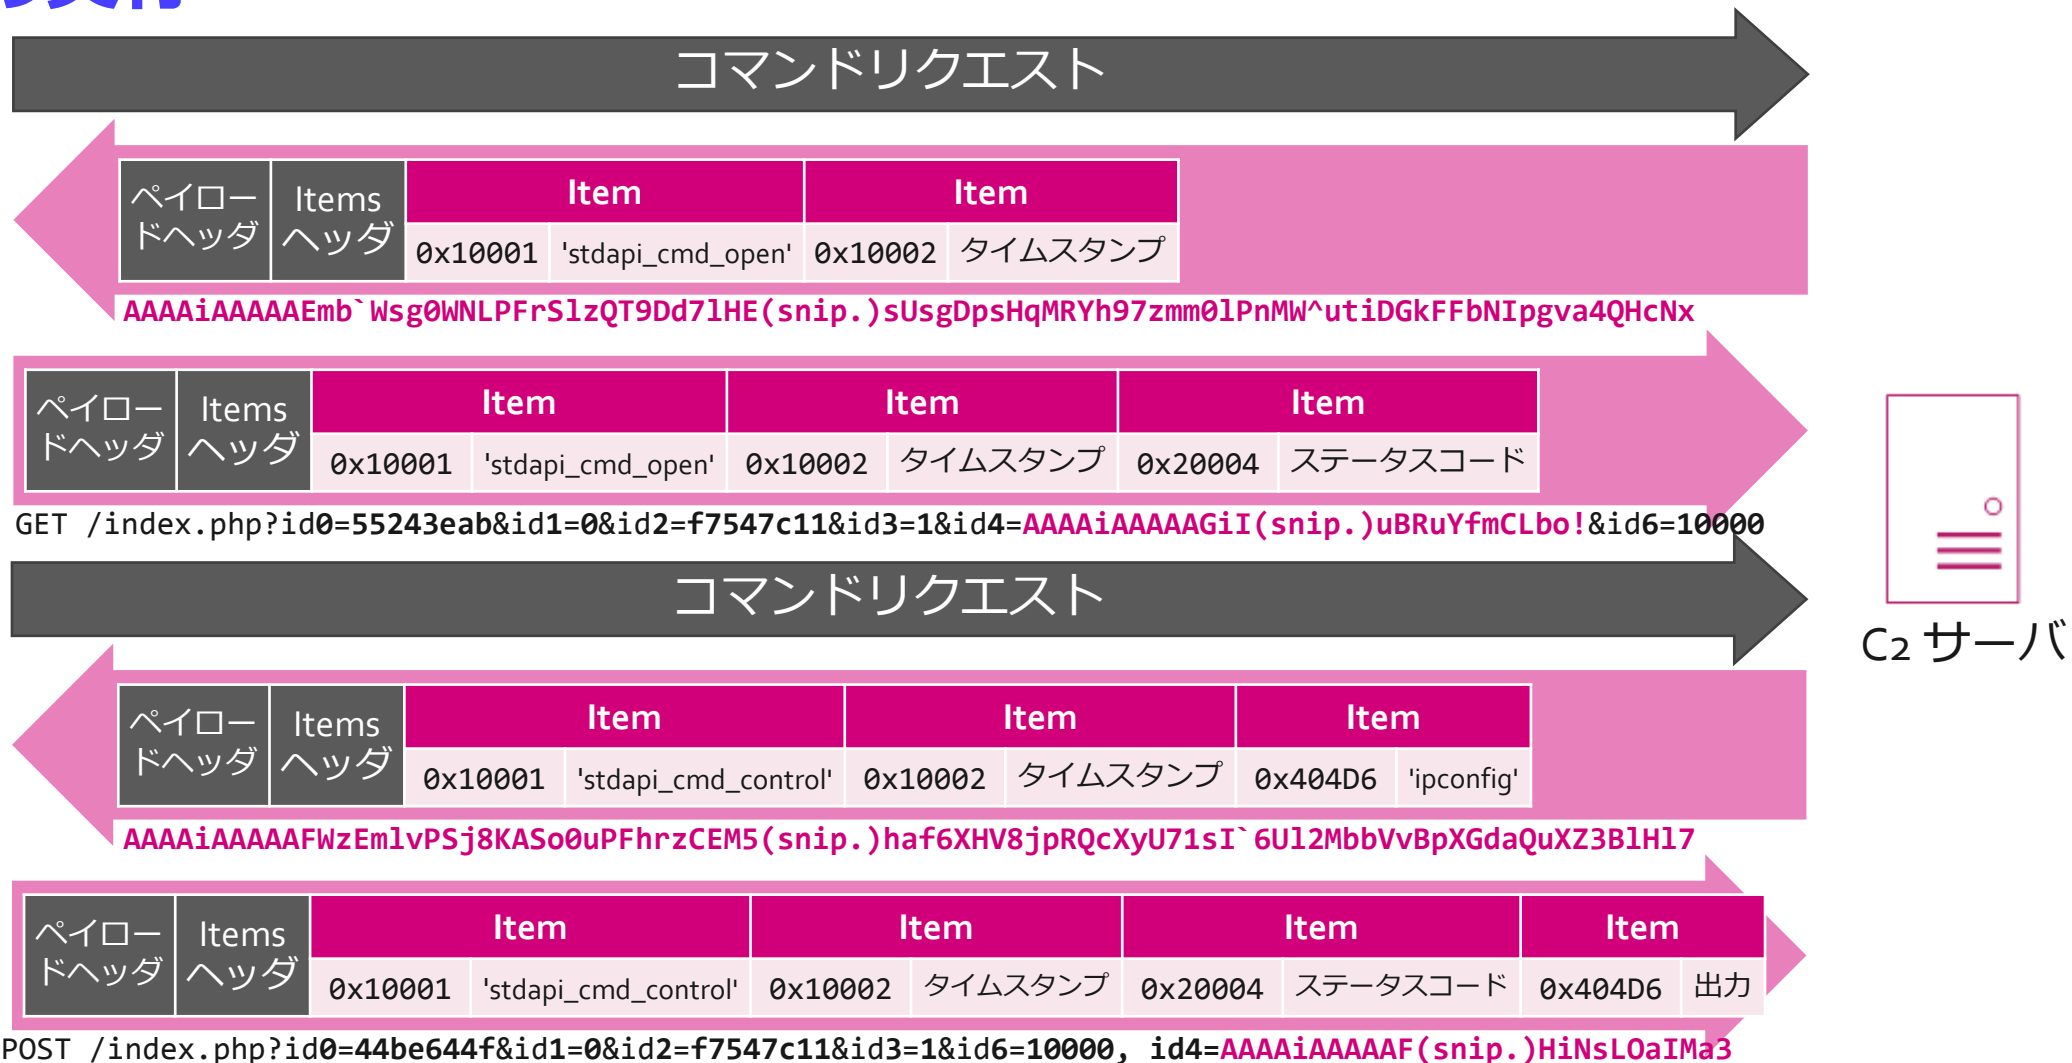 コマンドリクエスト
ペイロー
ドヘッダ
Items
ヘッダ
Item
Item
0x10001 'stdapi_cmd_open' 0x10002 タイムスタンプ
AAAAiAAAAAEmb`Wsg0WNLPFrSlzQT9Dd7lHE(snip.)sUsgDpsHqMRYh97zmm0lPnMW^utiDGkFFbNIpgva4QHcNx
ペイロー
ドヘッダ
Items
ヘッダ
Item
Item
Item
0x10001 'stdapi_cmd_open' 0x10002 タイムスタンプ 0x20004 ステータスコード
GET /index.php?id0=55243eab&id1=0&id2=f7547c11&id3=1&id4=AAAAiAAAAAGiI(snip.)uBRuYfmCLbo!&id6=10000
コマンドリクエスト
C2 サーバ
ペイロー
ドヘッダ
Items
ヘッダ
Item
Item
Item
0x10001 'stdapi_cmd_control' 0x10002 タイムスタンプ 0x404D6 'ipconfig'
AAAAiAAAAAFWzEmlvPSj8KASo0uPFhrzCEM5(snip.)haf6XHV8jpRQcXyU71sI`6Ul2MbbVvBpXGdaQuXZ3BlHl7
ペイロー
ドヘッダ
Items
ヘッダ
Item
Item
Item
Item
0x10001 'stdapi_cmd_control' 0x10002 タイムスタンプ 0x20004 ステータスコード 0x404D6 出力
POST /index.php?id0=44be644f&id1=0&id2=f7547c11&id3=1&id6=10000, id4=AAAAiAAAAAF(snip.)HiNsLOaIMa3